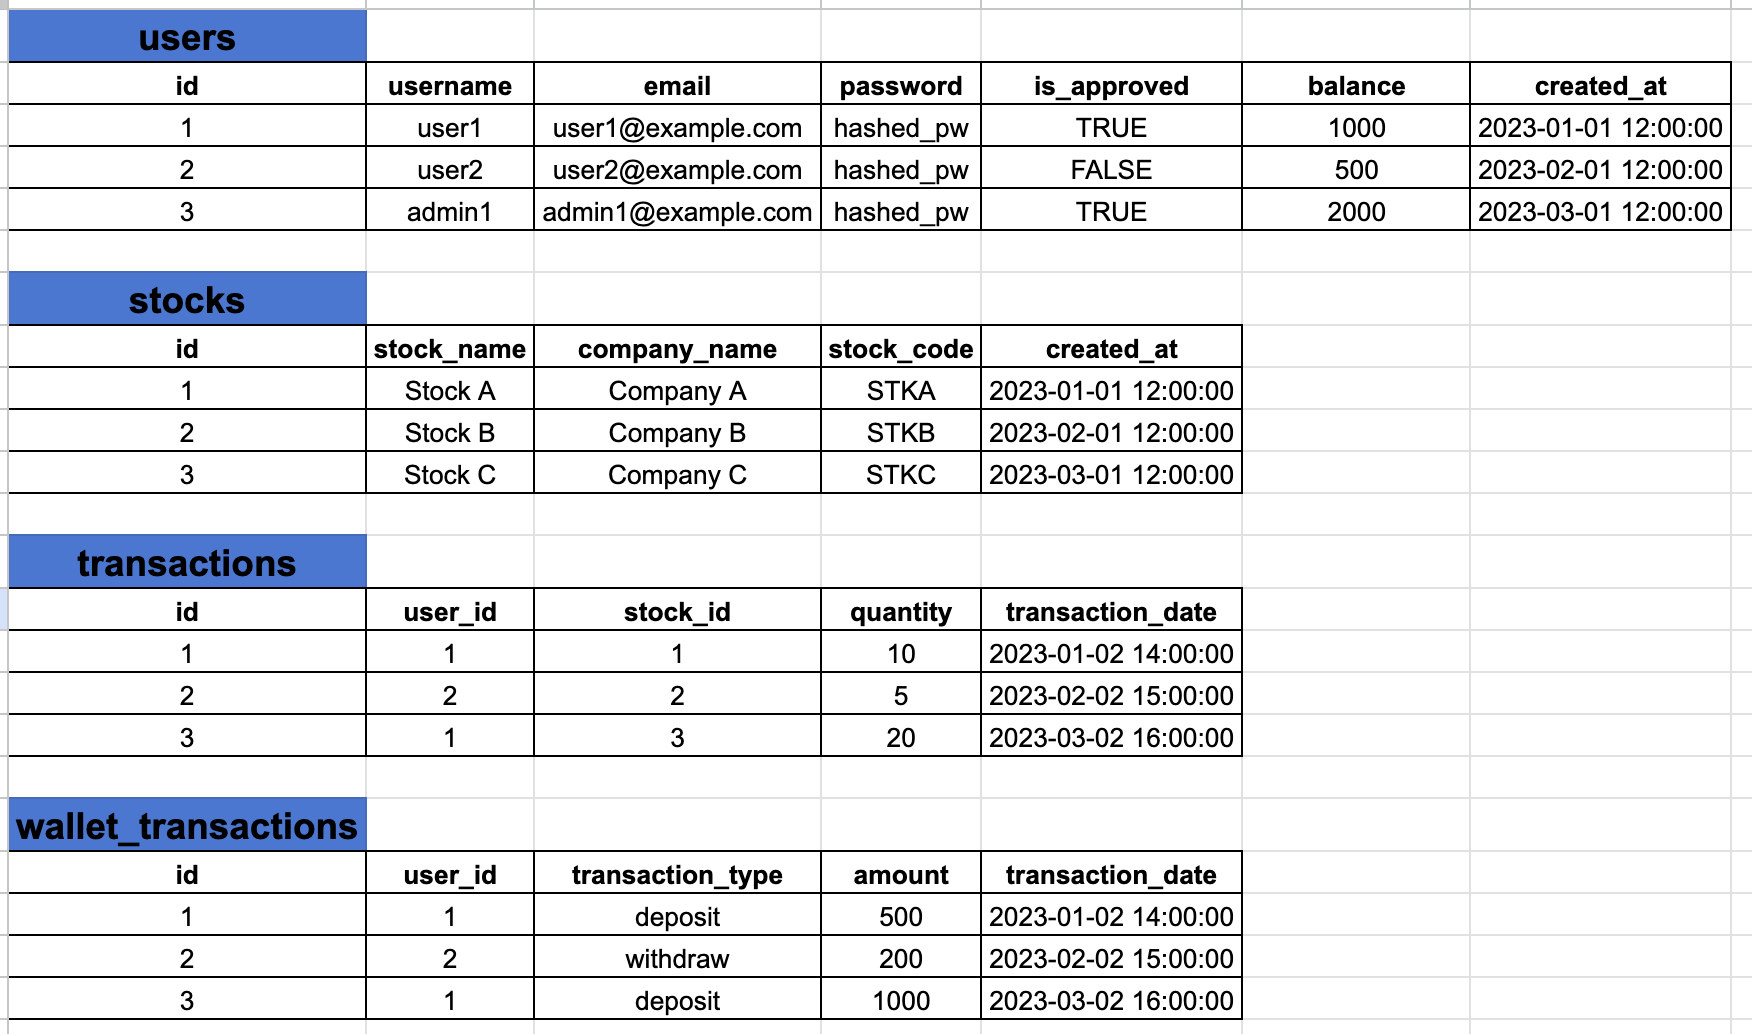 users
id username email password is_approved balance created_at
1 user1 user1@example.com hashed_pw TRUE 1000 2023-01-01 12:00:00
2 user2 user2@example.com hashed_pw FALSE 500 2023-02-01 12:00:00
3 admin1 admin1@example.com hashed_pw TRUE 2000 2023-03-01 12:00:00
stocks
id stock_name company_name stock_code created_at
1 Stock A Company A STKA 2023-01-01 12:00:00
2 Stock B Company B STKB 2023-02-01 12:00:00
3 Stock C Company C STKC 2023-03-01 12:00:00
transactions
id user_id stock_id quantity transaction_date
1 1 1 10 2023-01-02 14:00:00
2 2 2 5 2023-02-02 15:00:00
3 1 3 20 2023-03-02 16:00:00
wallet_transactions
id user_id transaction_type amount transaction_date
1 1 deposit 500 2023-01-02 14:00:00
2 2 withdraw 200 2023-02-02 15:00:00
3 1 deposit 1000 2023-03-02 16:00:00